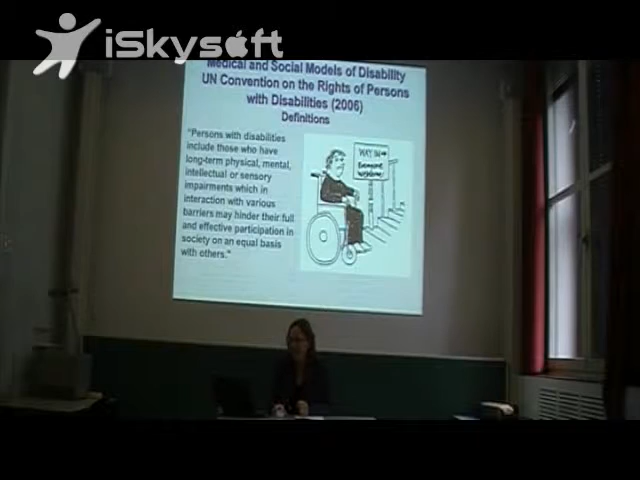 iSkysoft
Medical and Social Models of Disability
UN Convention on the Rights of Persons
with Disabilities (2006)
Definitions
"Persons with disabilities
include those who have
long-term physical, mental,
intellectual or sensory
impairments which in
interaction with various
barriers may hinder their full
and effective participation in
society on an equal basis
with others."
WAY IN
Everyone
welcome!